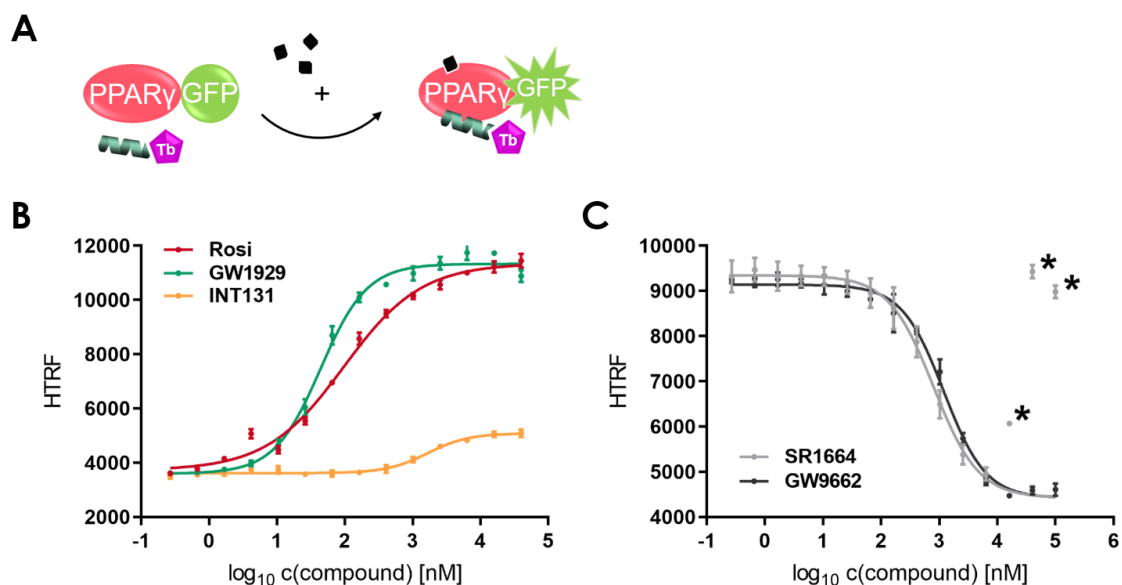 A
PPARγ GFP
Tb
+
PPARγ GFP
Tb
B
HTRF
12000
10000
8000
6000
4000
2000
Rosi
GW1929
INT131
-1 0 1 2 3 4 5
log10 c(compound) [nM]
C
HTRF
10000
9000
8000
7000
6000
5000
4000
* *
*
SR1664
GW9662
-1 0 1 2 3 4 5 6
log10 c(compound) [nM]